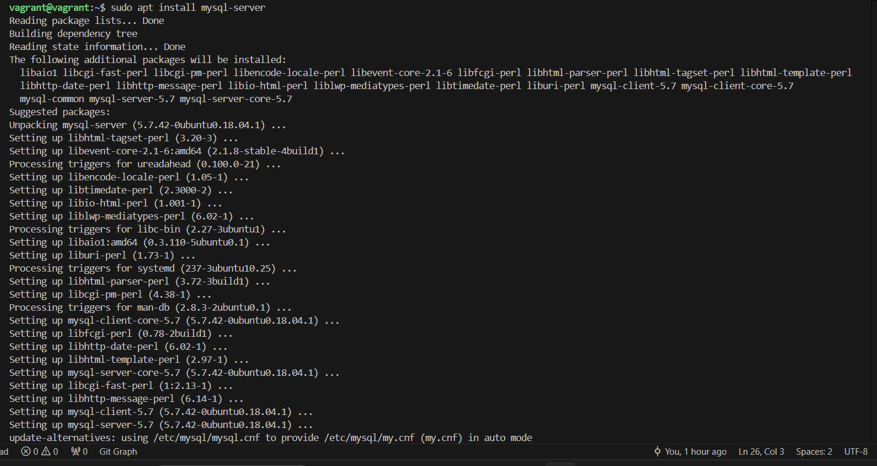 vagrant@vagrant:~$ sudo apt install mysql-server
Reading package lists... Done
Building dependency tree
Reading state information... Done
The following additional packages will be installed:
  libaio1 libcgi-fast-perl libcgi-pm-perl libencode-locale-perl libevent-core-2.1-6 libfcgi-perl libhtml-parser-perl libhtml-tagset-perl libhtml-template-perl
  libhttp-date-perl libhttp-message-perl libio-html-perl liblwp-mediatypes-perl libtimedate-perl liburi-perl mysql-client-5.7 mysql-client-core-5.7
  mysql-common mysql-server-5.7 mysql-server-core-5.7
Suggested packages:
Unpacking mysql-server (5.7.42-0ubuntu0.18.04.1) ...
Setting up libhtml-tagset-perl (3.20-3) ...
Setting up libevent-core-2.1-6:amd64 (2.1.8-stable-4build1) ...
Processing triggers for ureadahead (0.100.0-21) ...
Setting up libencode-locale-perl (1.05-1) ...
Setting up libtimedate-perl (2.3000-2) ...
Setting up libio-html-perl (1.001-1) ...
Setting up liblwp-mediatypes-perl (6.02-1) ...
Processing triggers for libc-bin (2.27-3ubuntu1) ...
Setting up libaio1:amd64 (0.3.110-5ubuntu0.1) ...
Setting up liburi-perl (1.73-1) ...
Processing triggers for systemd (237-3ubuntu10.25) ...
Setting up libhtml-parser-perl (3.72-3build1) ...
Setting up libcgi-pm-perl (4.38-1) ...
Processing triggers for man-db (2.8.3-2ubuntu0.1) ...
Setting up mysql-client-core-5.7 (5.7.42-0ubuntu0.18.04.1) ...
Setting up libfcgi-perl (0.78-2build1) ...
Setting up libhttp-date-perl (6.02-1) ...
Setting up libhtml-template-perl (2.97-1) ...
Setting up mysql-server-core-5.7 (5.7.42-0ubuntu0.18.04.1) ...
Setting up libcgi-fast-perl (1:2.13-1) ...
Setting up libhttp-message-perl (6.14-1) ...
Setting up mysql-client-5.7 (5.7.42-0ubuntu0.18.04.1) ...
Setting up mysql-server-5.7 (5.7.42-0ubuntu0.18.04.1) ...
update-alternatives: using /etc/mysql/mysql.cnf to provide /etc/mysql/my.cnf (my.cnf) in auto mode
ad 0 0 0 Git Graph You, 1 hour ago Ln 26, Col 3 Spaces: 2 UTF-8